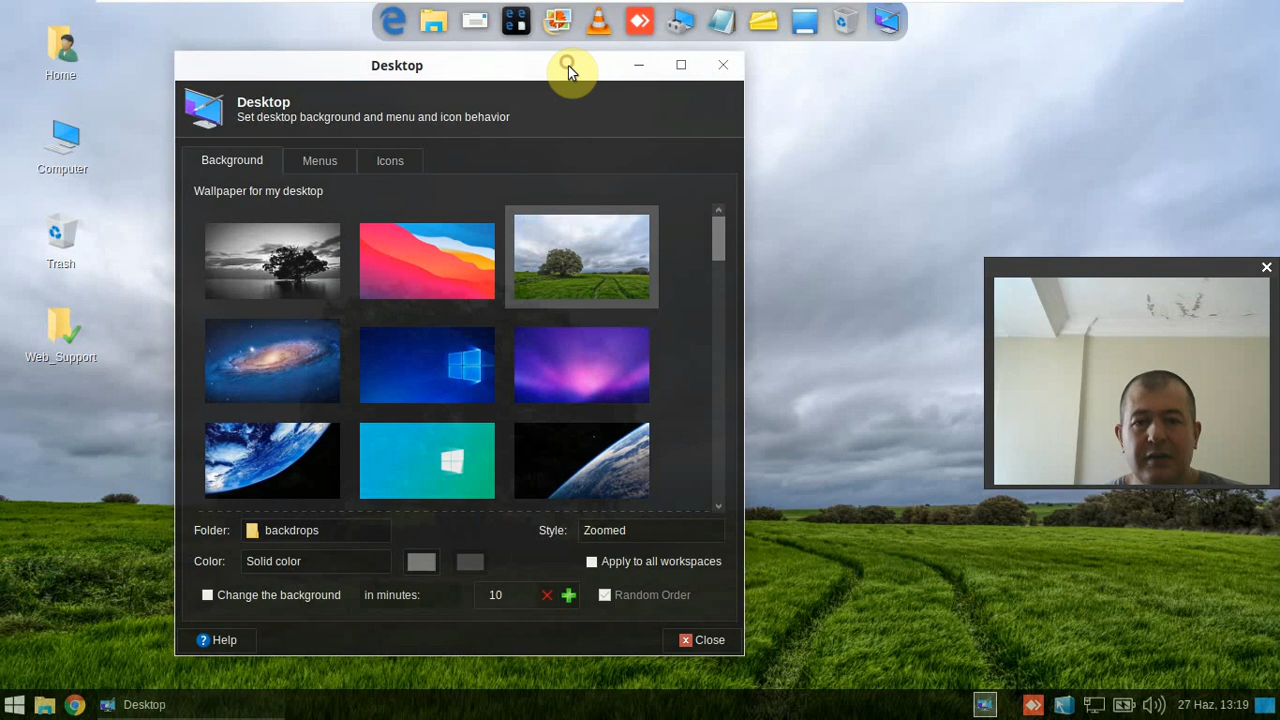 Home
Computer
Trash
Web_Support
Desktop
Desktop
Set desktop background and menu and icon behavior
Background
Menus
Icons
Wallpaper for my desktop
Folder:
backdrops
Style:
Zoomed
Color:
Solid color
Apply to all workspaces
Change the background
in minutes:
10
Random Order
Help
Close
Desktop
27 Haz, 13:19